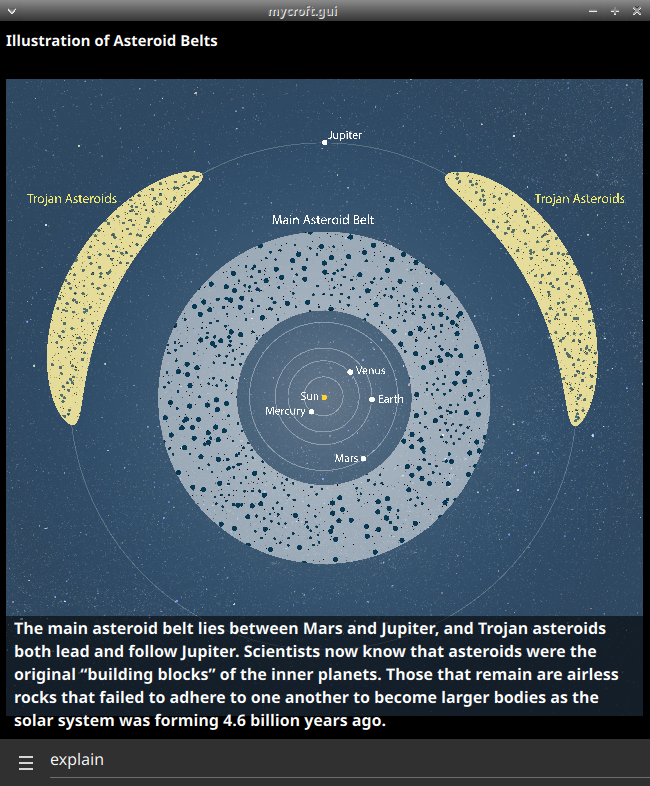 mycroft.gui
Illustration of Asteroid Belts
Jupiter
Trojan Asteroids
Trojan Asteroids
Main Asteroid Belt
Venus
Sun
Earth
Mercury
Mars
The main asteroid belt lies between Mars and Jupiter, and Trojan asteroids
both lead and follow Jupiter. Scientists now know that asteroids were the
original “building blocks” of the inner planets. Those that remain are airless
rocks that failed to adhere to one another to become larger bodies as the
solar system was forming 4.6 billion years ago.
explain